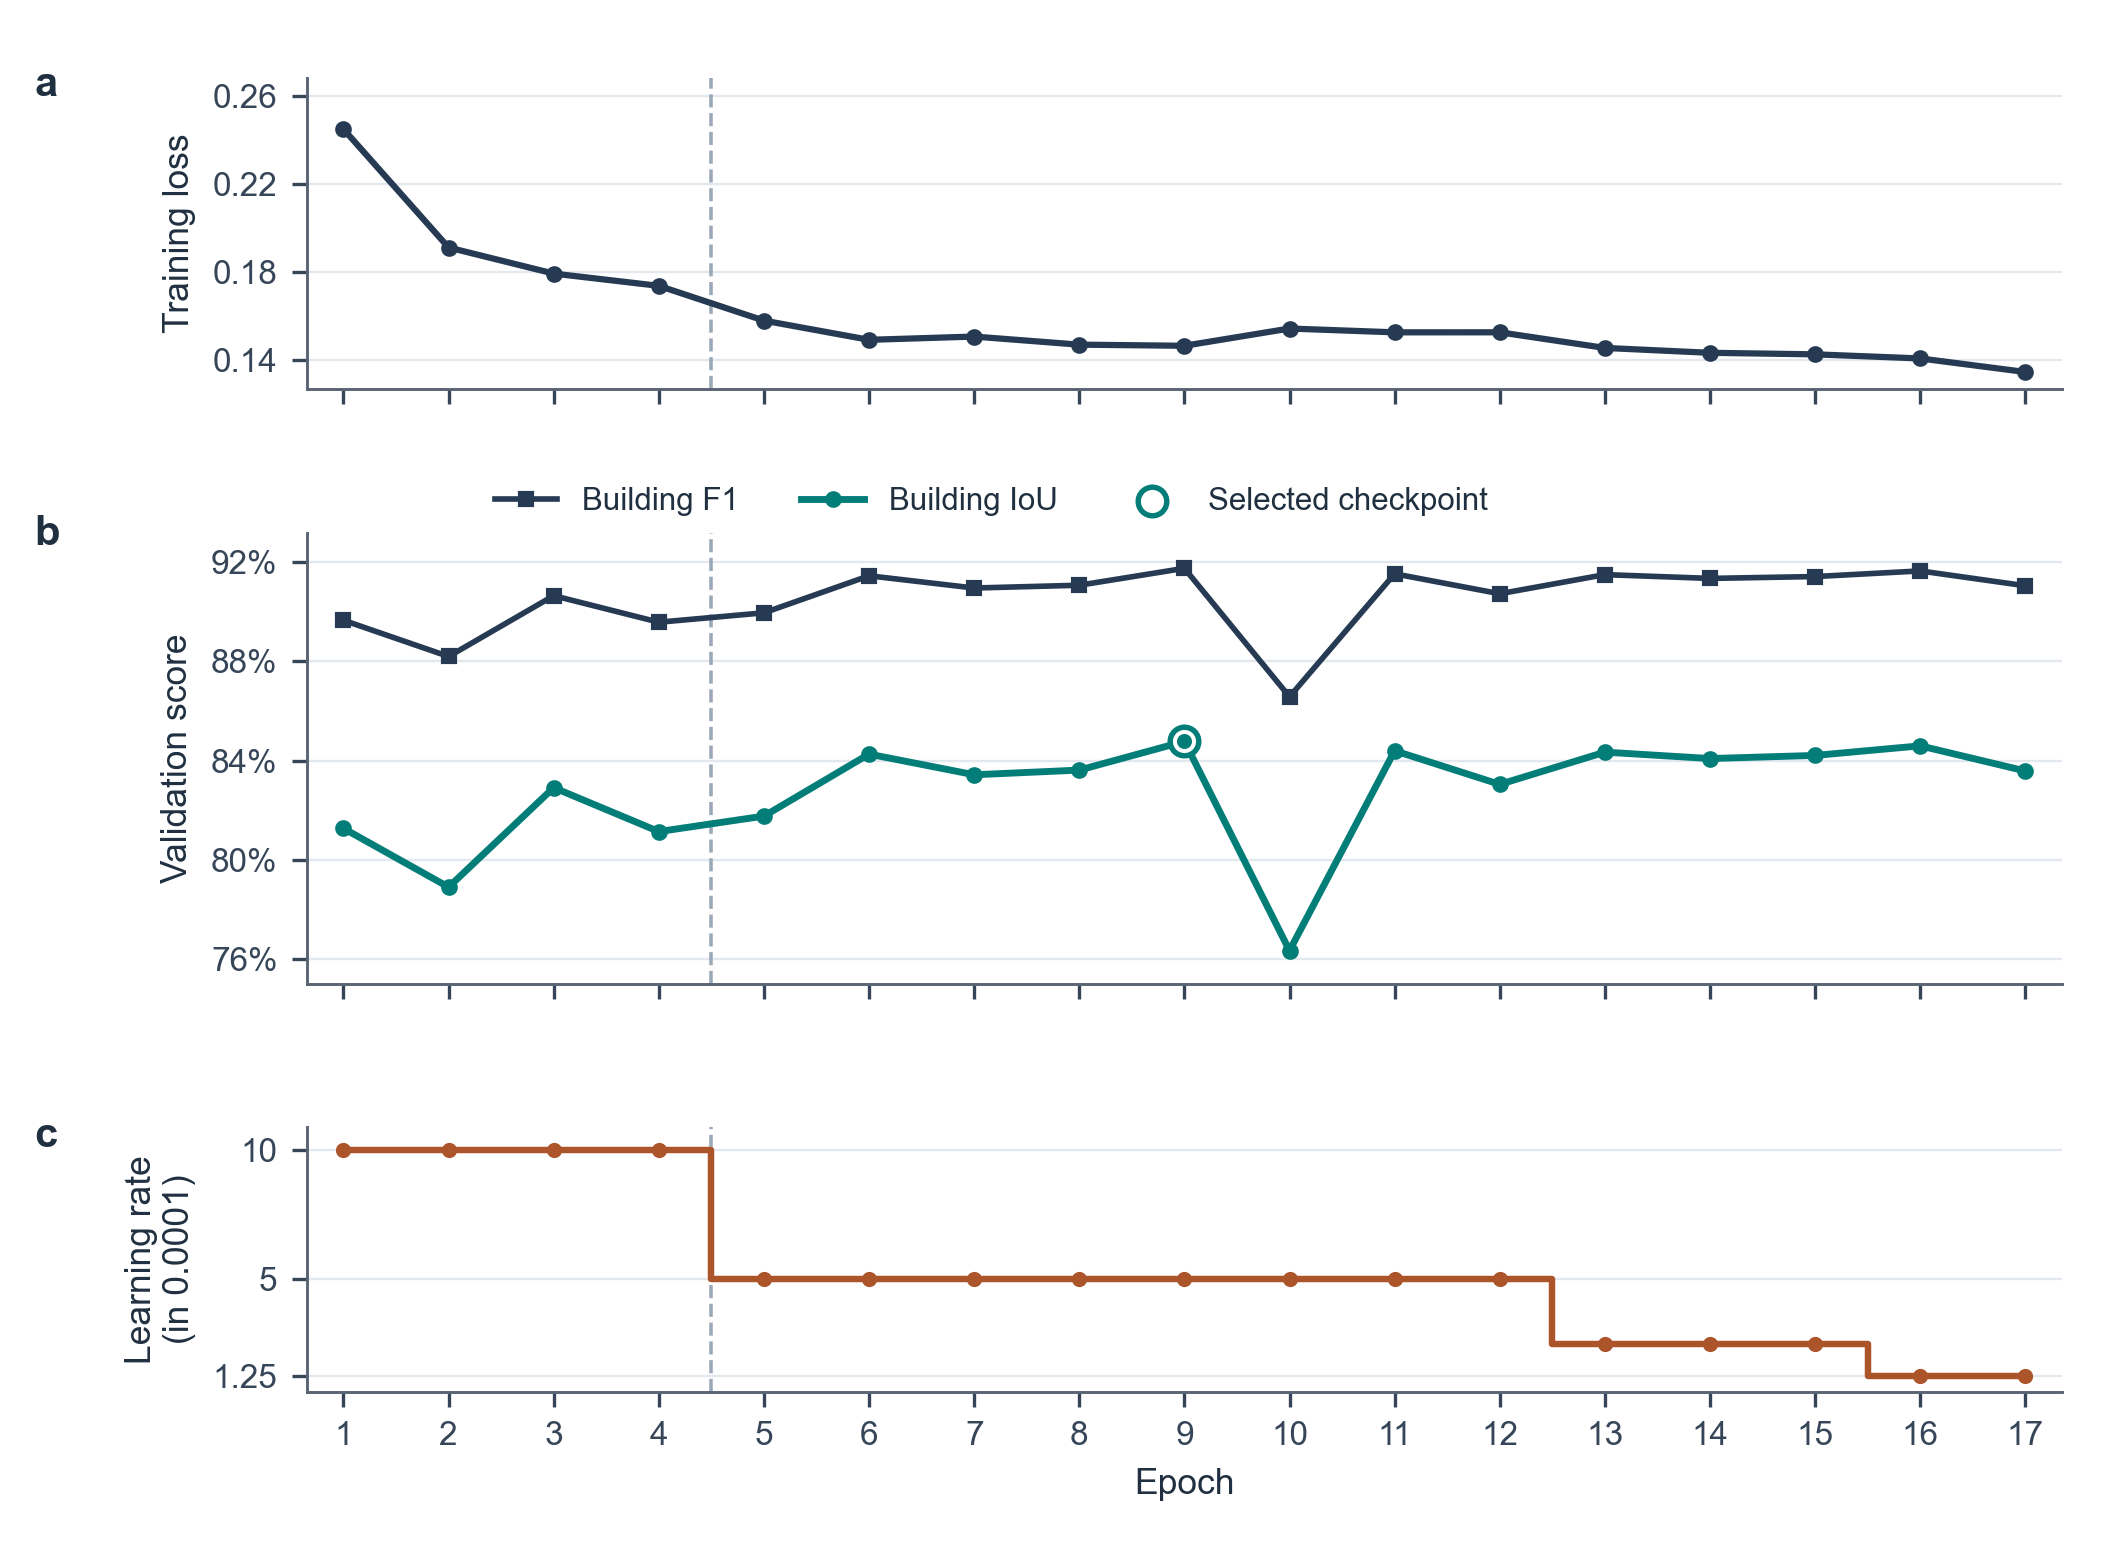 a
0.26
0.22
0.18
0.14
Training loss
Building F1
Building IoU
Selected checkpoint
b
92%
88%
84%
80%
76%
Validation score
c
10
5
1.25
Learning rate
(in 0.0001)
1 2 3 4 5 6 7 8 9 10 11 12 13 14 15 16 17
Epoch